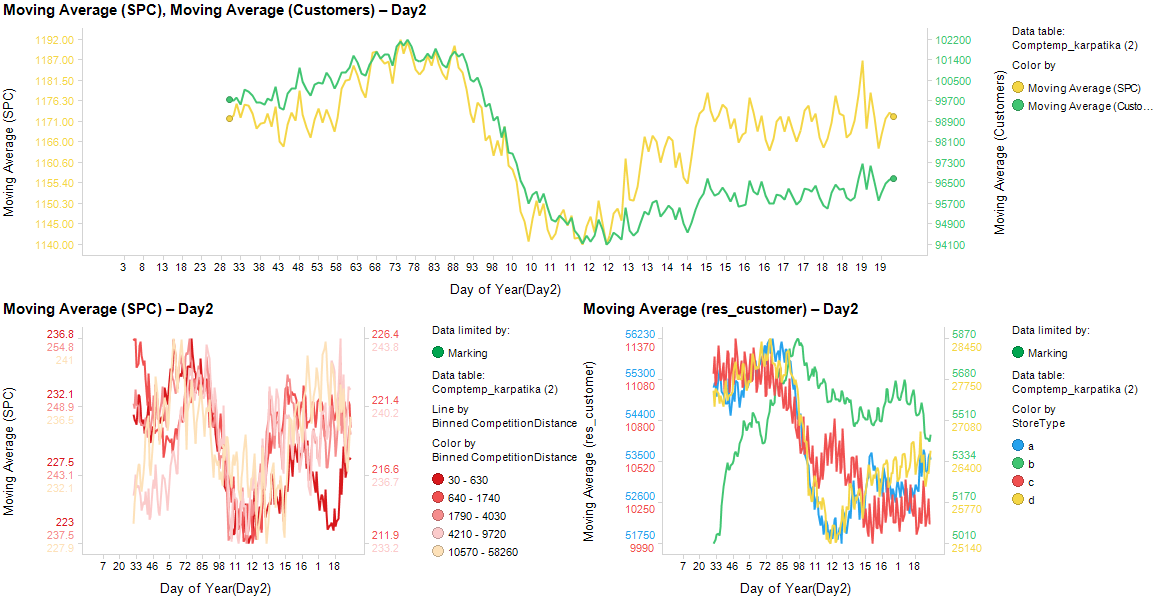 Moving Average (SPC), Moving Average (Customers) – Day2
Moving Average (SPC)
1192.00
1187.00
1181.50
1176.30
1171.00
1166.00
1160.60
1155.40
1150.30
1145.00
1140.00
102200
101400
100500
99700
98900
98100
97300
96500
95700
94900
94100
Moving Average (Customers)
3 8 13 18 23 28 33 38 43 48 53 58 63 68 73 78 83 88 93 98 10 10 11 11 12 12 13 13 14 14 15 15 16 16 17 17 18 18 19 19
Day of Year(Day2)
Data table:
Comptemp_karpatika (2)
Color by
Moving Average (SPC)
Moving Average (Custo...
Moving Average (SPC) – Day2
Moving Average (SPC)
236.8
254.8
241
232.1
248.9
236.5
227.5
243.1
232.1
223
237.5
227.9
226.4
243.8
221.4
240.2
216.6
236.7
211.9
233.2
7 20 33 46 5 72 85 98 11 12 13 15 16 1 18
Day of Year(Day2)
Data limited by:
Marking
Data table:
Comptemp_karpatika (2)
Line by
Binned CompetitionDistance
Color by
Binned CompetitionDistance
30 - 630
640 - 1740
1790 - 4030
4210 - 9720
10570 - 58260
Moving Average (res_customer) – Day2
Moving Average (res_customer)
56230
11370
55300
11080
54400
10800
53500
10520
52600
10250
51750
9990
5870
28450
5680
27750
5510
27080
5334
26400
5170
25770
5010
25140
7 20 33 46 5 72 85 98 11 12 13 15 16 1 18
Day of Year(Day2)
Data limited by:
Marking
Data table:
Comptemp_karpatika (2)
Color by
StoreType
a
b
c
d